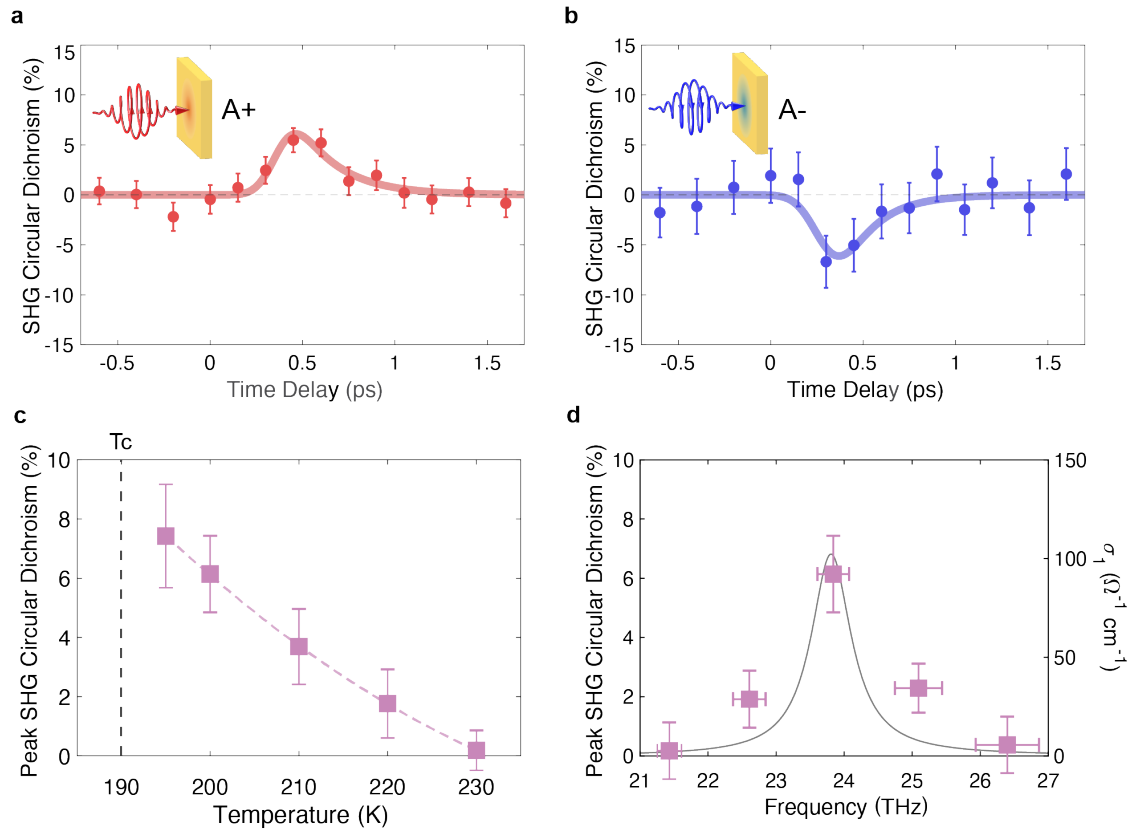 a
SHG Circular Dichroism (%)
15
10
5
0
-5
-10
-15
A+
-0.5 0 0.5 1 1.5
Time Delay (ps)
b
SHG Circular Dichroism (%)
15
10
5
0
-5
-10
-15
A-
-0.5 0 0.5 1 1.5
Time Delay (ps)
c
Tc
Peak SHG Circular Dichroism (%)
10
8
6
4
2
0
190 200 210 220 230
Temperature (K)
d
Peak SHG Circular Dichroism (%)
10
8
6
4
2
0
150
100
50
0
σ1 (Ω-1 cm-1)
21 22 23 24 25 26 27
Frequency (THz)